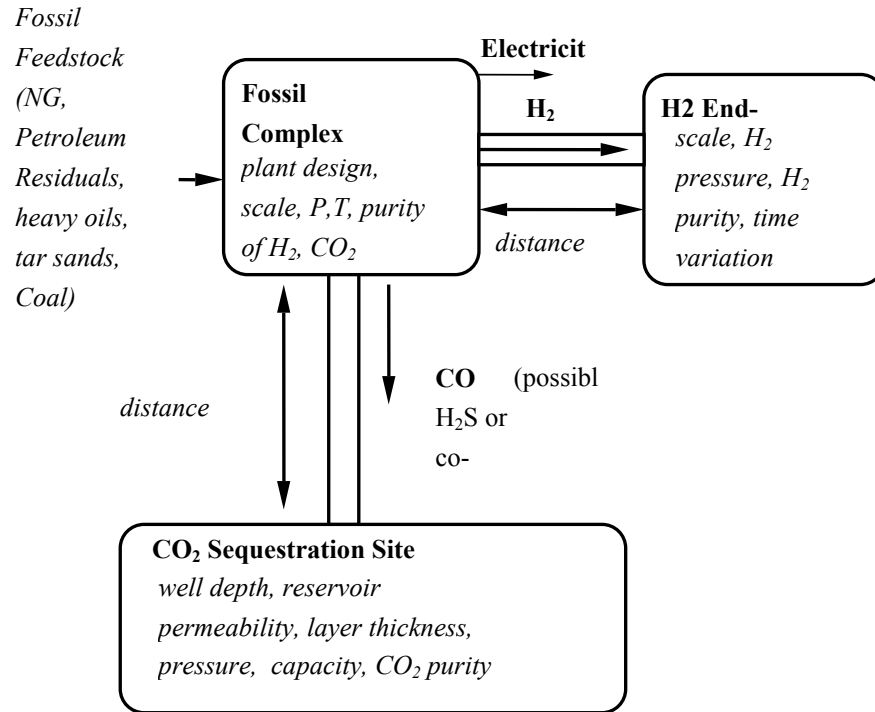 Fossil
Feedstock
(NG,
Petroleum
Residuals,
heavy oils,
tar sands,
Coal)
Electricit
Fossil
Complex
plant design,
scale, P,T, purity
of H₂, CO₂
H₂
distance
H2 End-
scale, H₂
pressure, H₂
purity, time
variation
distance
CO (possibl
H₂S or
co-
CO₂ Sequestration Site
well depth, reservoir
permeability, layer thickness,
pressure, capacity, CO₂ purity